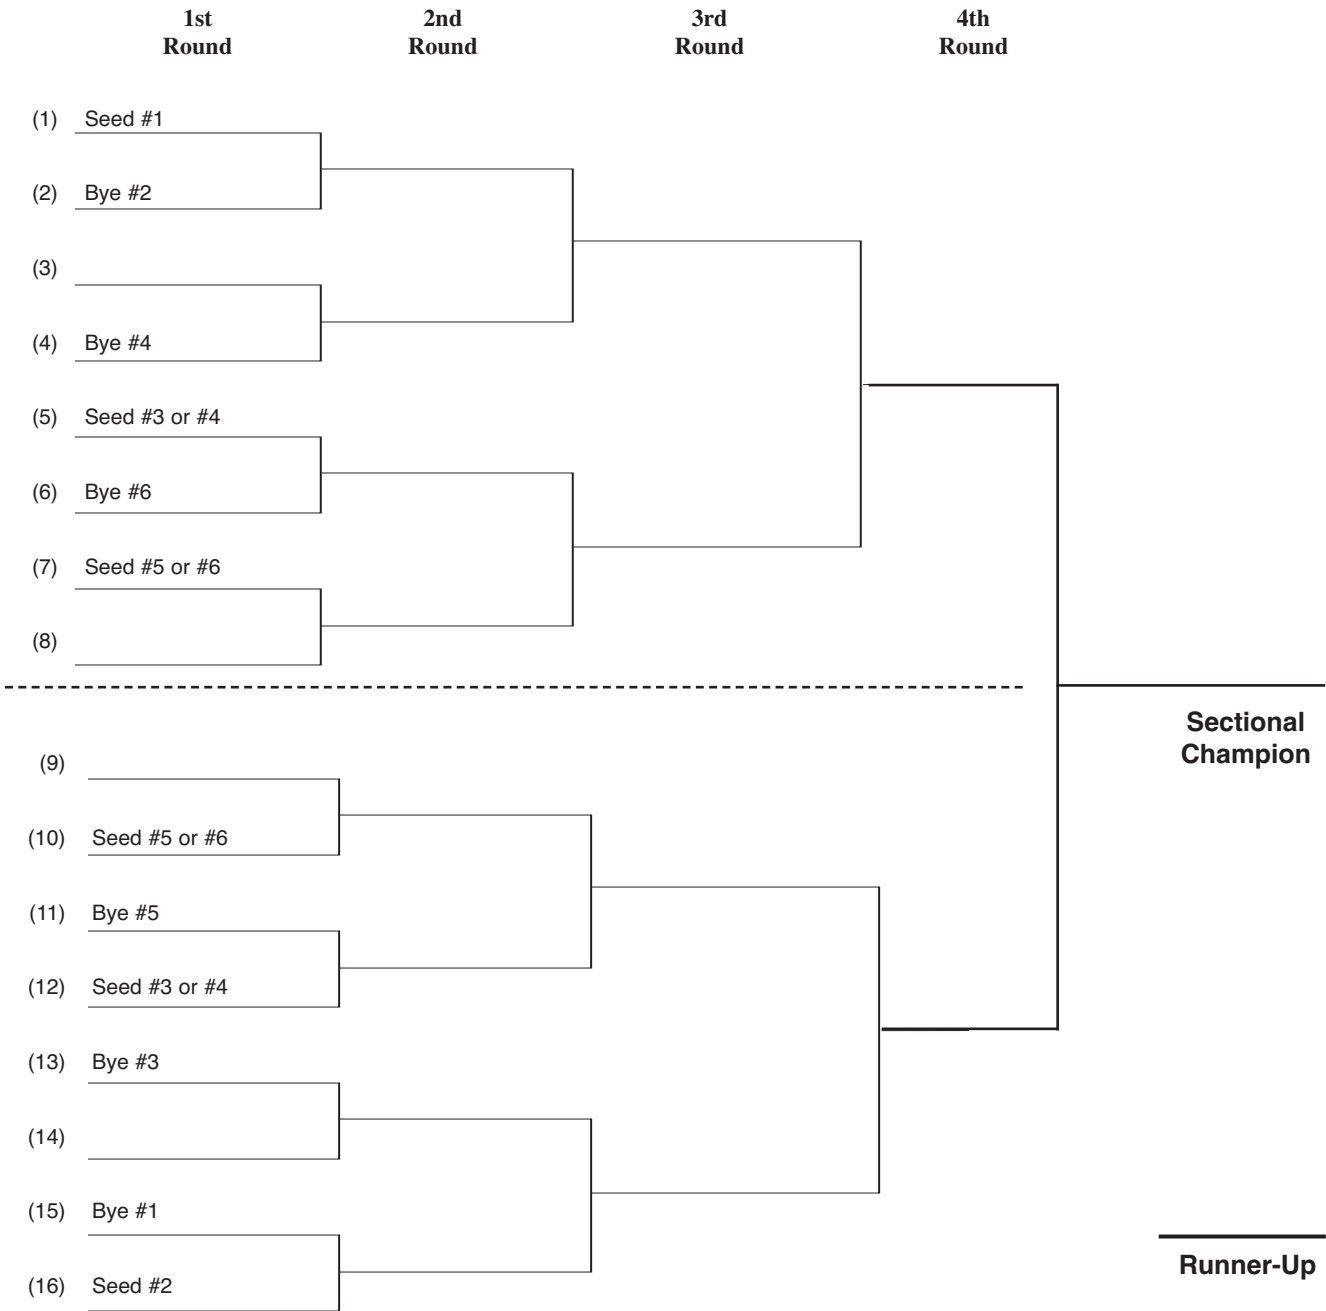 1st 2nd 3rd 4th
Round Round Round Round
(1) Seed #1
(2) Bye #2
(3)
(4) Bye #4
(5) Seed #3 or #4
(6) Bye #6
(7) Seed #5 or #6
(8)
Sectional
Champion
(9)
(10) Seed #5 or #6
(11) Bye #5
(12) Seed #3 or #4
(13) Bye #3
(14)
(15) Bye #1
(16) Seed #2
Runner-Up